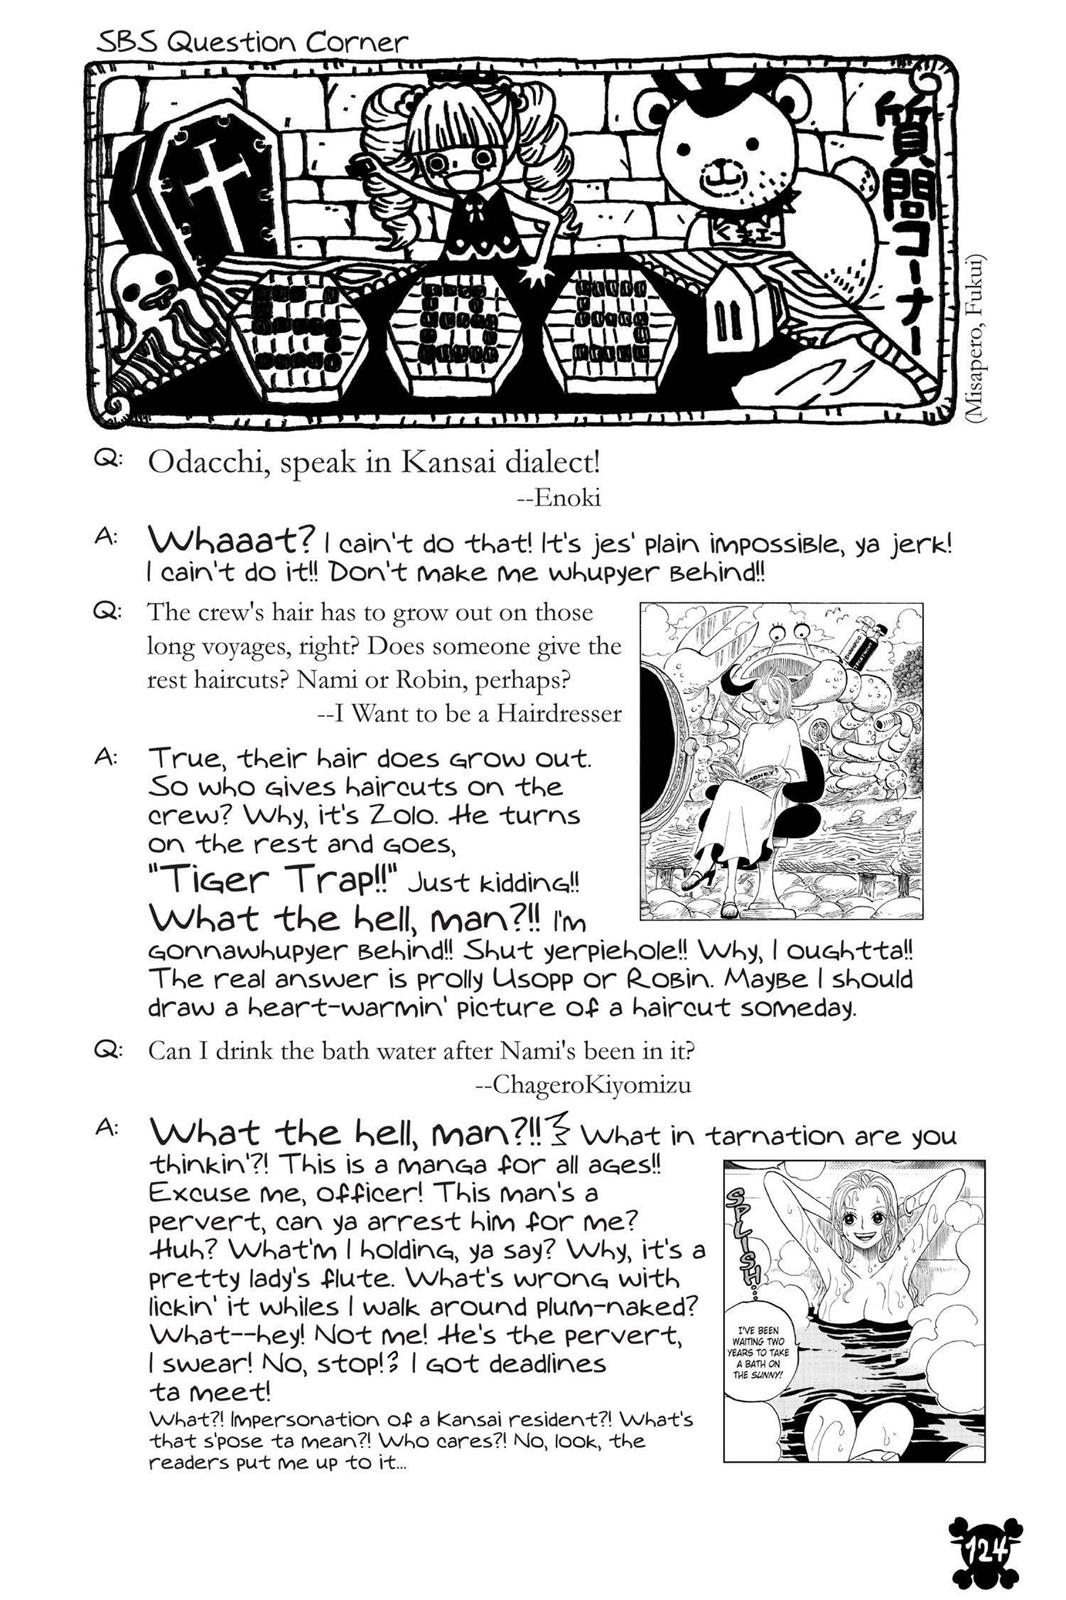 SBS Question Corner
質問コーナー
(Misapero, Fukui)
Q: Odacchi, speak in Kansai dialect!
--Enoki
A: Whaaat? I cain't do that! It's jes' plain impossible, ya jerk!
I cain't do it!! Don't make me whupyer behind!!
Q: The crew's hair has to grow out on those
long voyages, right? Does someone give the
rest haircuts? Nami or Robin, perhaps?
--I Want to be a Hairdresser
MONEY
A: True, their hair does grow out.
So who gives haircuts on the
crew? Why, it's Zolo. He turns
on the rest and goes,
"Tiger Trap!!" Just kidding!!
What the hell, man?!! I'm
gonnawhupyer behind!! Shut yerpiehole!! Why, I oughtta!!
The real answer is prolly Usopp or Robin. Maybe I should
draw a heart-warmin' picture of a haircut someday.
Q: Can I drink the bath water after Nami's been in it?
--ChageroKiyomizu
A: What the hell, man?!! What in tarnation are you
thinkin'?! This is a manga for all ages!!
Excuse me, officer! This man's a
pervert, can ya arrest him for me?
Huh? What'm I holding, ya say? Why, it's a
pretty lady's flute. What's wrong with
lickin' it whiles I walk around plum-naked?
What--hey! Not me! He's the pervert,
I swear! No, stop!? I got deadlines
ta meet!
What?! Impersonation of a Kansai resident?! What's
that s'pose ta mean?! Who cares?! No, look, the
readers put me up to it...
SPLISH...
I'VE BEEN
WAITING TWO
YEARS TO TAKE
A BATH ON
THE SUNNY!
124